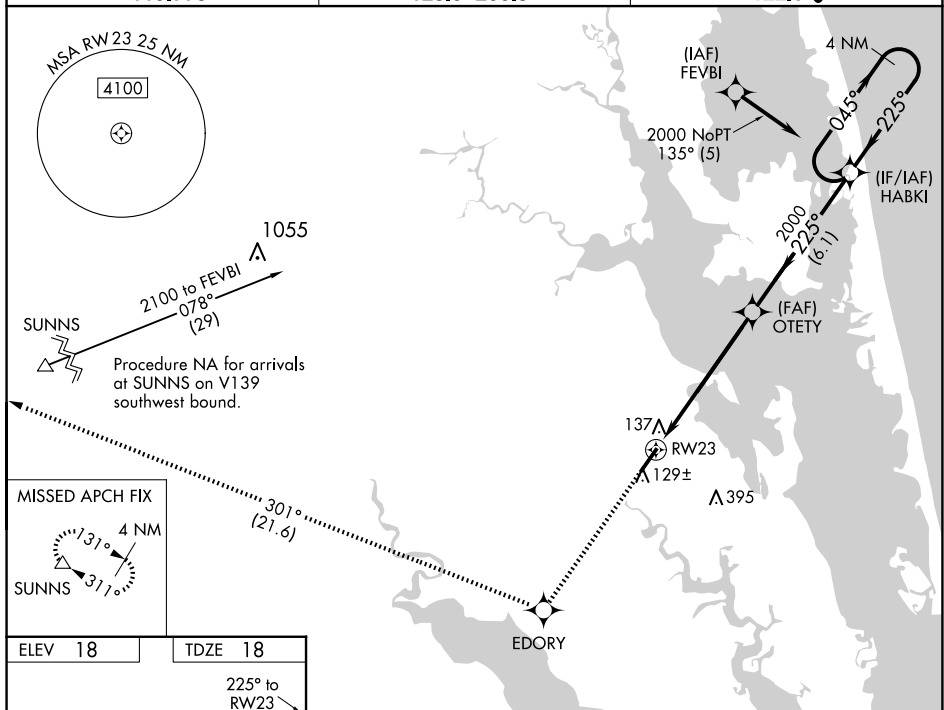 MSA RW23 25 NM
4100
(IAF)
FEVBI
4 NM
045°
225°
2000 NoPT
135° (5)
(IF/IAF)
HABKI
2000
225°
(6.1)
1055
2100 to FEVBI
078°
(29)
SUNNS
(FAF)
OTETY
Procedure NA for arrivals
at SUNNS on V139
southwest bound.
137
RW23
129±
395
301°
(21.6)
MISSED APCH FIX
4 NM
131°
311°
SUNNS
EDORY
ELEV 18
TDZE 18
225° to
RW23